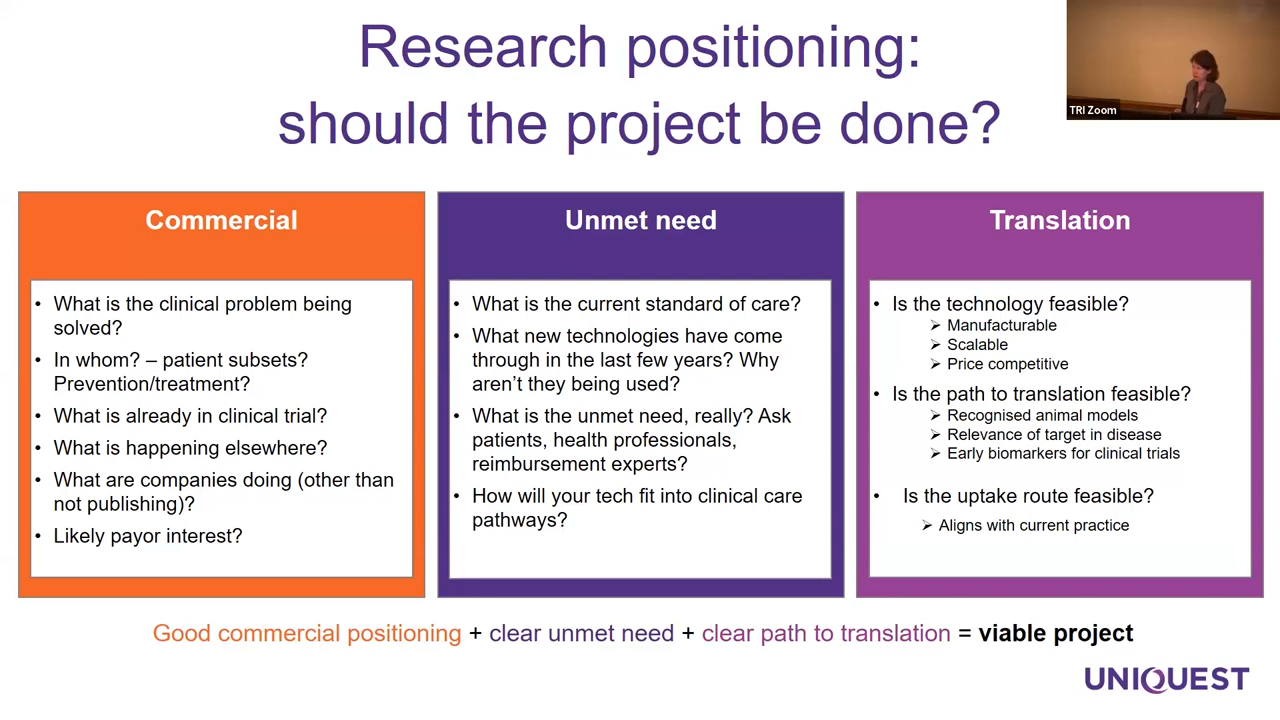 Research positioning:
should the project be done?
TRI Zoom
Commercial
• What is the clinical problem being
solved?
• In whom? – patient subsets?
Prevention/treatment?
• What is already in clinical trial?
• What is happening elsewhere?
• What are companies doing (other than
not publishing)?
• Likely payor interest?
Unmet need
• What is the current standard of care?
• What new technologies have come
through in the last few years? Why
aren’t they being used?
• What is the unmet need, really? Ask
patients, health professionals,
reimbursement experts?
• How will your tech fit into clinical care
pathways?
Translation
• Is the technology feasible?
➢ Manufacturable
➢ Scalable
➢ Price competitive
• Is the path to translation feasible?
➢ Recognised animal models
➢ Relevance of target in disease
➢ Early biomarkers for clinical trials
• Is the uptake route feasible?
➢ Aligns with current practice
Good commercial positioning + clear unmet need + clear path to translation = viable project
UNIQUEST